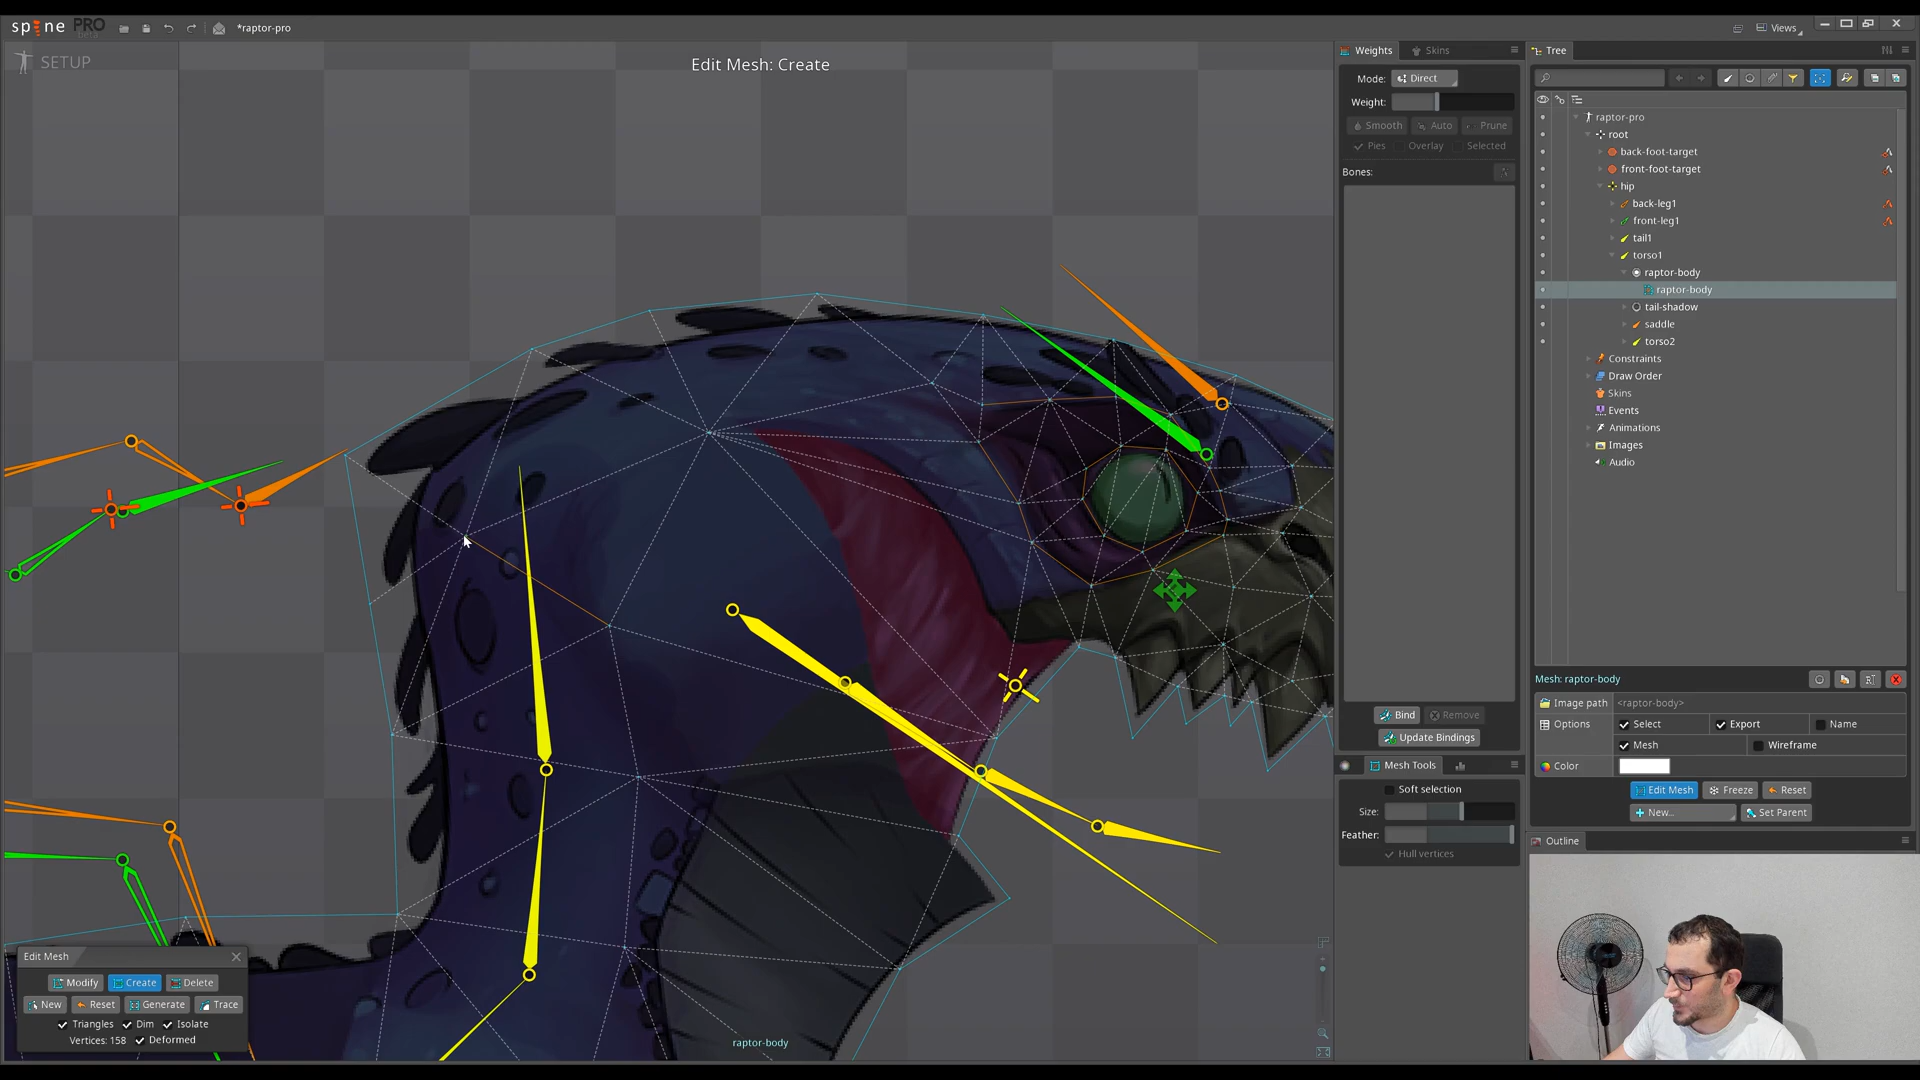 spine PRO
beta
*raptor-pro
Views
SETUP
Edit Mesh: Create
Weights
Skins
Mode:
Direct
Weight:
Smooth
Auto
Prune
Pies
Overlay
Selected
Bones:
Bind
Remove
Update Bindings
Mesh Tools
Soft selection
Size:
Feather:
Hull vertices
Tree
raptor-pro
root
back-foot-target
front-foot-target
hip
back-leg1
front-leg1
tail1
torso1
raptor-body
raptor-body
tail-shadow
saddle
torso2
Constraints
Draw Order
Skins
Events
Animations
Images
Audio
Mesh: raptor-body
Image path
<raptor-body>
Options
Select
Export
Name
Mesh
Wireframe
Color
Edit Mesh
Freeze
Reset
New...
Set Parent
Outline
Edit Mesh
Modify
Create
Delete
New
Reset
Generate
Trace
Triangles
Dim
Isolate
Vertices: 158
Deformed
raptor-body